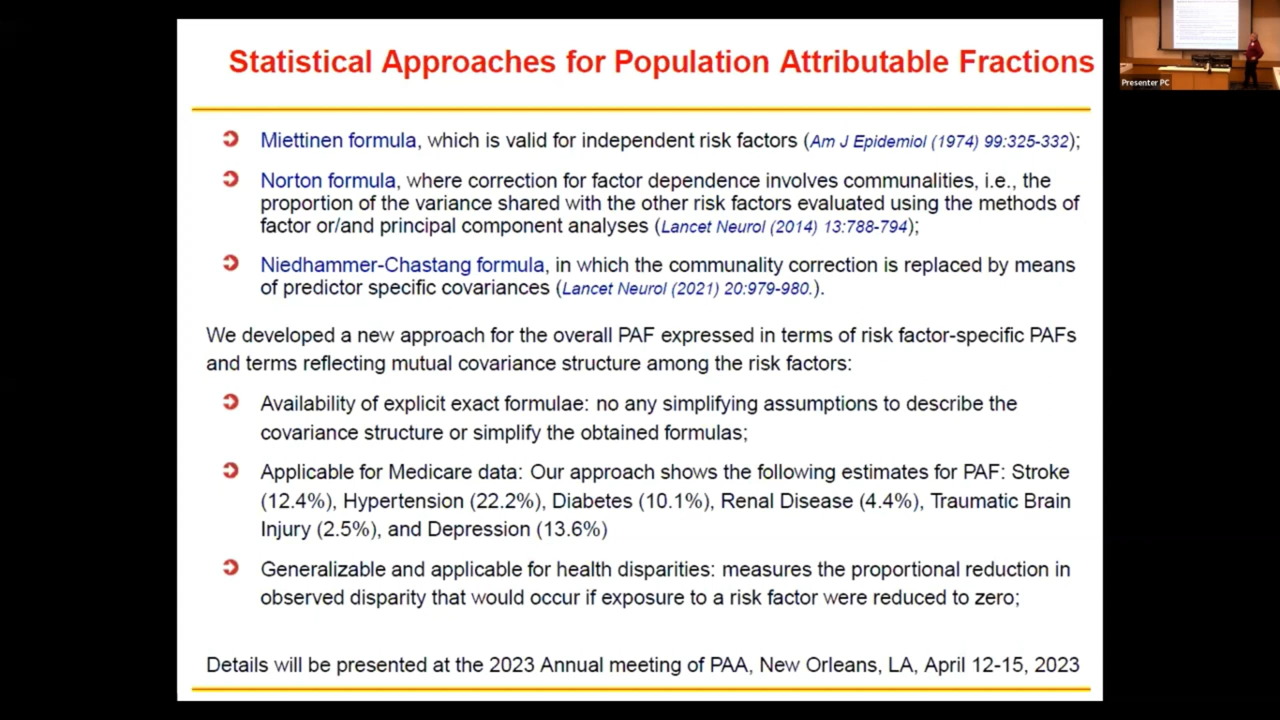 Statistical Approaches for Population Attributable Fractions
Miettinen formula, which is valid for independent risk factors (Am J Epidemiol (1974) 99:325-332);
Norton formula, where correction for factor dependence involves communalities, i.e., the
proportion of the variance shared with the other risk factors evaluated using the methods of
factor or/and principal component analyses (Lancet Neurol (2014) 13:788-794);
Niedhammer-Chastang formula, in which the communality correction is replaced by means
of predictor specific covariances (Lancet Neurol (2021) 20:979-980.).
We developed a new approach for the overall PAF expressed in terms of risk factor-specific PAFs
and terms reflecting mutual covariance structure among the risk factors:
Availability of explicit exact formulae: no any simplifying assumptions to describe the
covariance structure or simplify the obtained formulas;
Applicable for Medicare data: Our approach shows the following estimates for PAF: Stroke
(12.4%), Hypertension (22.2%), Diabetes (10.1%), Renal Disease (4.4%), Traumatic Brain
Injury (2.5%), and Depression (13.6%)
Generalizable and applicable for health disparities: measures the proportional reduction in
observed disparity that would occur if exposure to a risk factor were reduced to zero;
Details will be presented at the 2023 Annual meeting of PAA, New Orleans, LA, April 12-15, 2023
Presenter PC